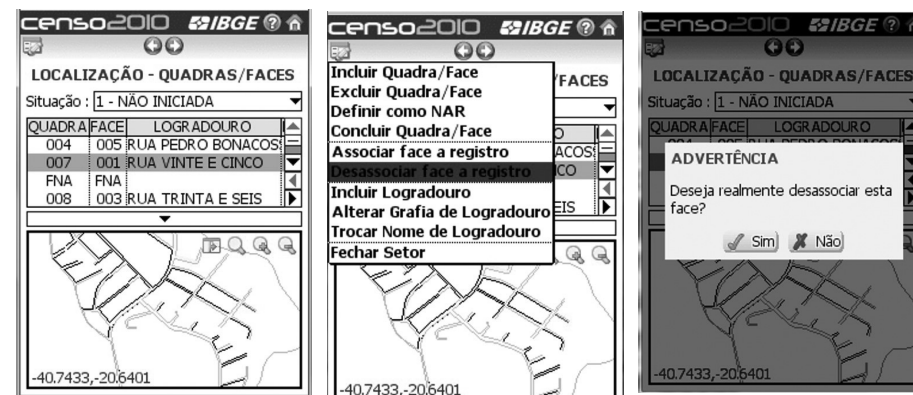 censo2010 IBGE ?
LOCALIZAÇÃO - QUADRAS/FACES
Situação : 1 - NÃO INICIADA
QUADRA FACE LOGRADOURO
004 005 RUA PEDRO BONACOS
007 001 RUA VINTE E CINCO
FNA FNA
008 003 RUA TRINTA E SEIS
-40.7433,-20.6401
censo2010 IBGE ?
Incluir Quadra/Face
Excluir Quadra/Face
Definir como NAR
Concluir Quadra/Face
Associar face a registro
Desassociar face a registro
Incluir Logradouro
Alterar Grafia de Logradouro
Trocar Nome de Logradouro
Fechar Setor
/FACES
O
ACOS
CO
EIS
-40.7433,-20.6401
censo2010 IBGE ?
LOCALIZAÇÃO - QUADRAS/FACES
Situação : 1 - NÃO INICIADA
QUADRA FACE LOGRADOURO
ADVERTÊNCIA
Deseja realmente desassociar esta
face?
Sim Não
-40.7433,-20.6401